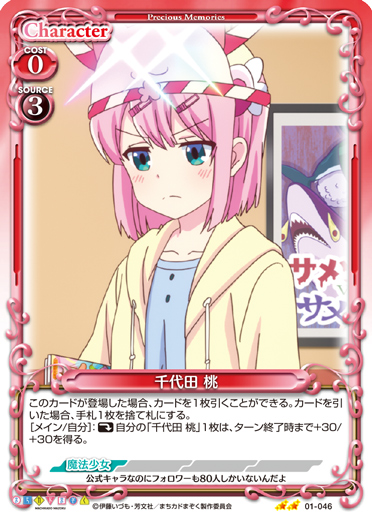 Precious Memories
Character
COST
0
SOURCE
3
サメ
サメ
千代田 桃
このカードが登場した場合、カードを1枚引くことができる。カードを引
いた場合、手札1枚を捨て札にする。
[メイン/自分]:自分の「千代田 桃」1枚は、ターン終了時まで+30/
+30を得る。
魔法少女
公式キャラなのにフォロワーも80人しかいないんだよ
©伊藤いづも・芳文社/まちカドまぞく製作委員会
01-046